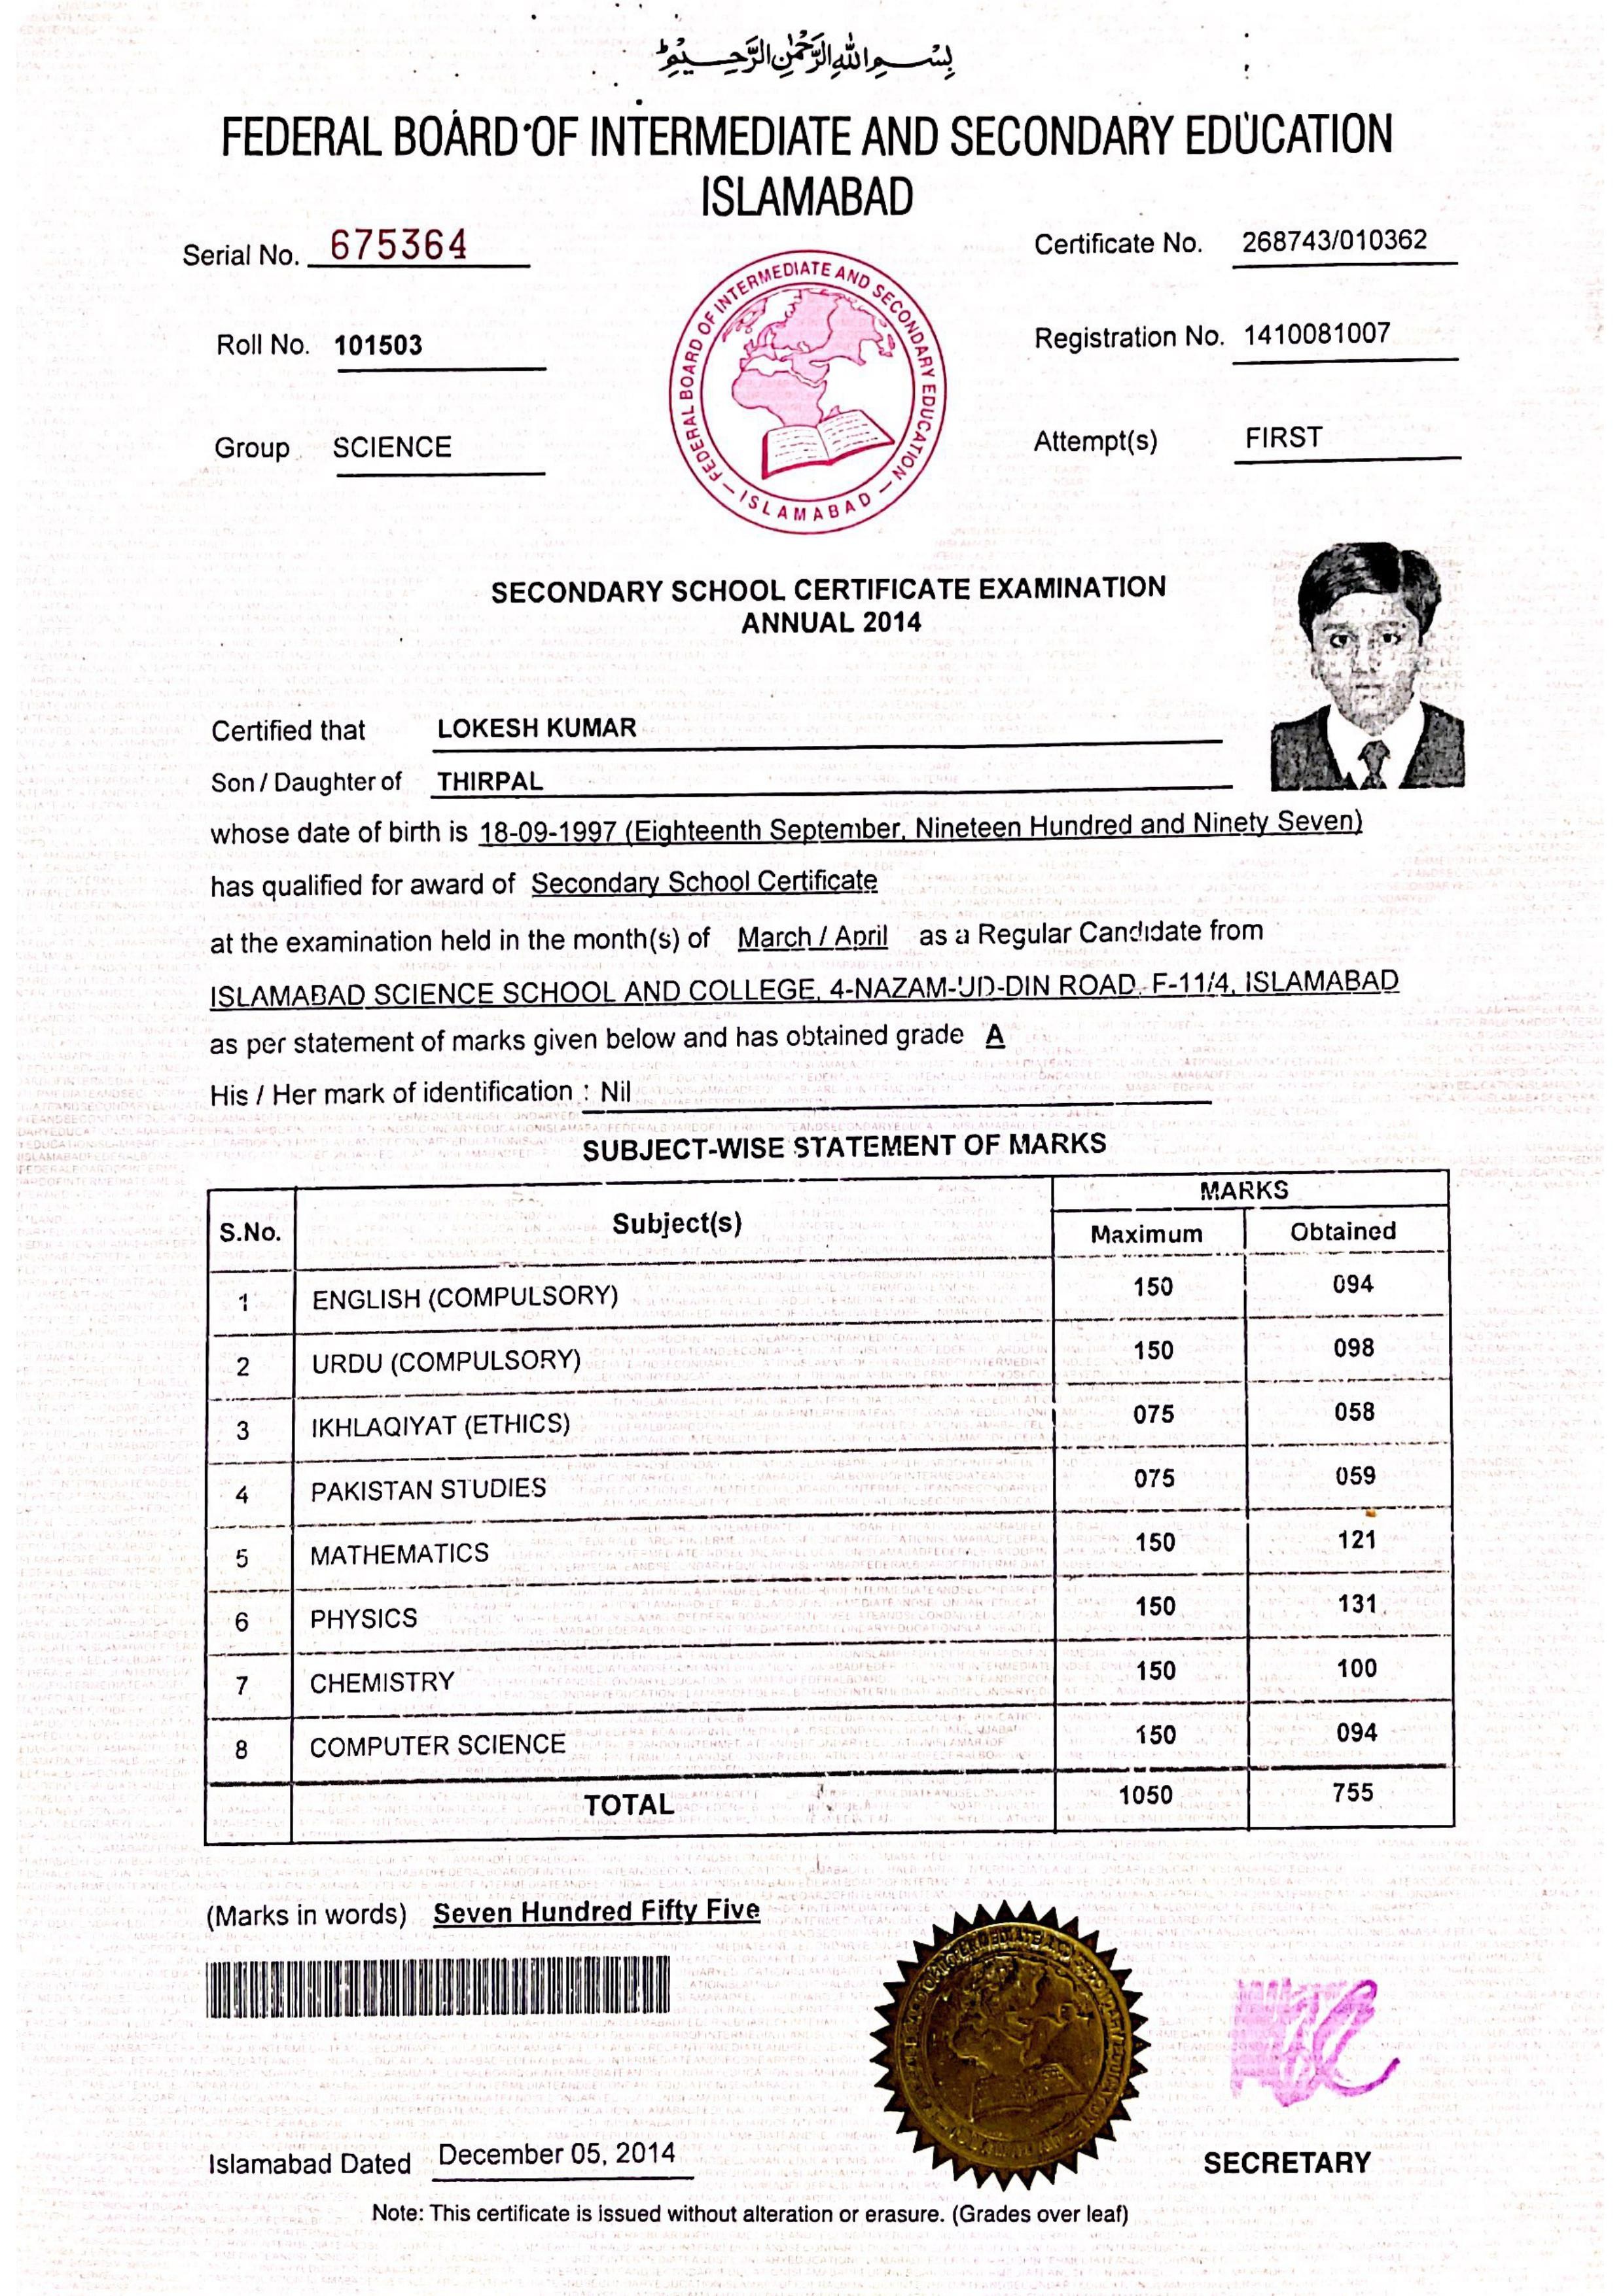 بِسْمِ اللهِ الرَّحْمٰنِ الرَّحِيْمِ
FEDERAL BOARD OF INTERMEDIATE AND SECONDARY EDUCATION
ISLAMABAD
Serial No. 675364
Certificate No. 268743/010362
Roll No. 101503
Registration No. 1410081007
Group SCIENCE
Attempt(s) FIRST
FEDERAL BOARD OF INTERMEDIATE AND SECONDARY EDUCATION
— ISLAMABAD —
SECONDARY SCHOOL CERTIFICATE EXAMINATION
ANNUAL 2014
Certified that LOKESH KUMAR
Son / Daughter of THIRPAL
whose date of birth is 18-09-1997 (Eighteenth September, Nineteen Hundred and Ninety Seven)
has qualified for award of Secondary School Certificate
at the examination held in the month(s) of March / April as a Regular Candidate from
ISLAMABAD SCIENCE SCHOOL AND COLLEGE, 4-NAZAM-UD-DIN ROAD, F-11/4, ISLAMABAD
as per statement of marks given below and has obtained grade A
His / Her mark of identification : Nil
SUBJECT-WISE STATEMENT OF MARKS
S.No. Subject(s) MARKS
Maximum Obtained
1 ENGLISH (COMPULSORY) 150 094
2 URDU (COMPULSORY) 150 098
3 IKHLAQIYAT (ETHICS) 075 058
4 PAKISTAN STUDIES 075 059
5 MATHEMATICS 150 121
6 PHYSICS 150 131
7 CHEMISTRY 150 100
8 COMPUTER SCIENCE 150 094
TOTAL 1050 755
(Marks in words) Seven Hundred Fifty Five
Islamabad Dated December 05, 2014
SECRETARY
Note: This certificate is issued without alteration or erasure. (Grades over leaf)